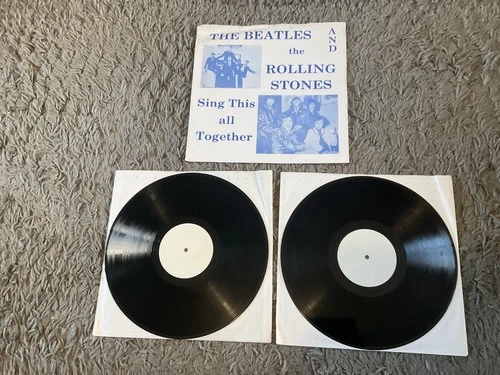 THE BEATLES AND
the
ROLLING
STONES
Sing This
all
Together